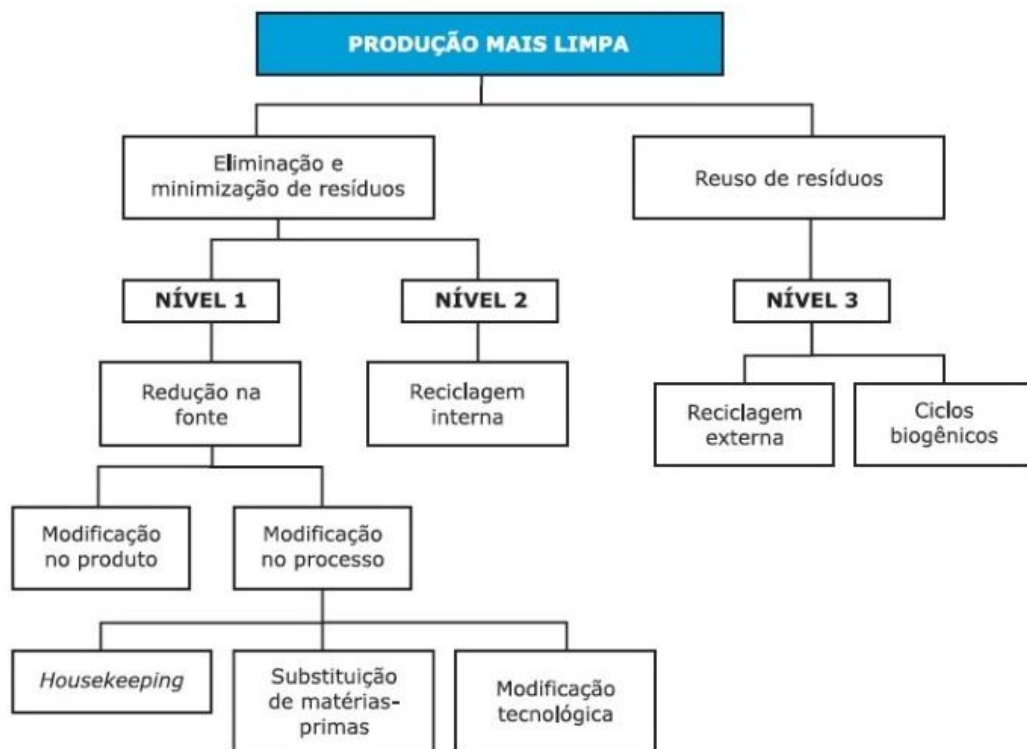 PRODUÇÃO MAIS LIMPA
Eliminação e
minimização de resíduos
Reuso de resíduos
NÍVEL 1
NÍVEL 2
NÍVEL 3
Redução na
fonte
Reciclagem
interna
Reciclagem
externa
Ciclos
biogênicos
Modificação
no produto
Modificação
no processo
Housekeeping
Substituição
de matérias-
primas
Modificação
tecnológica